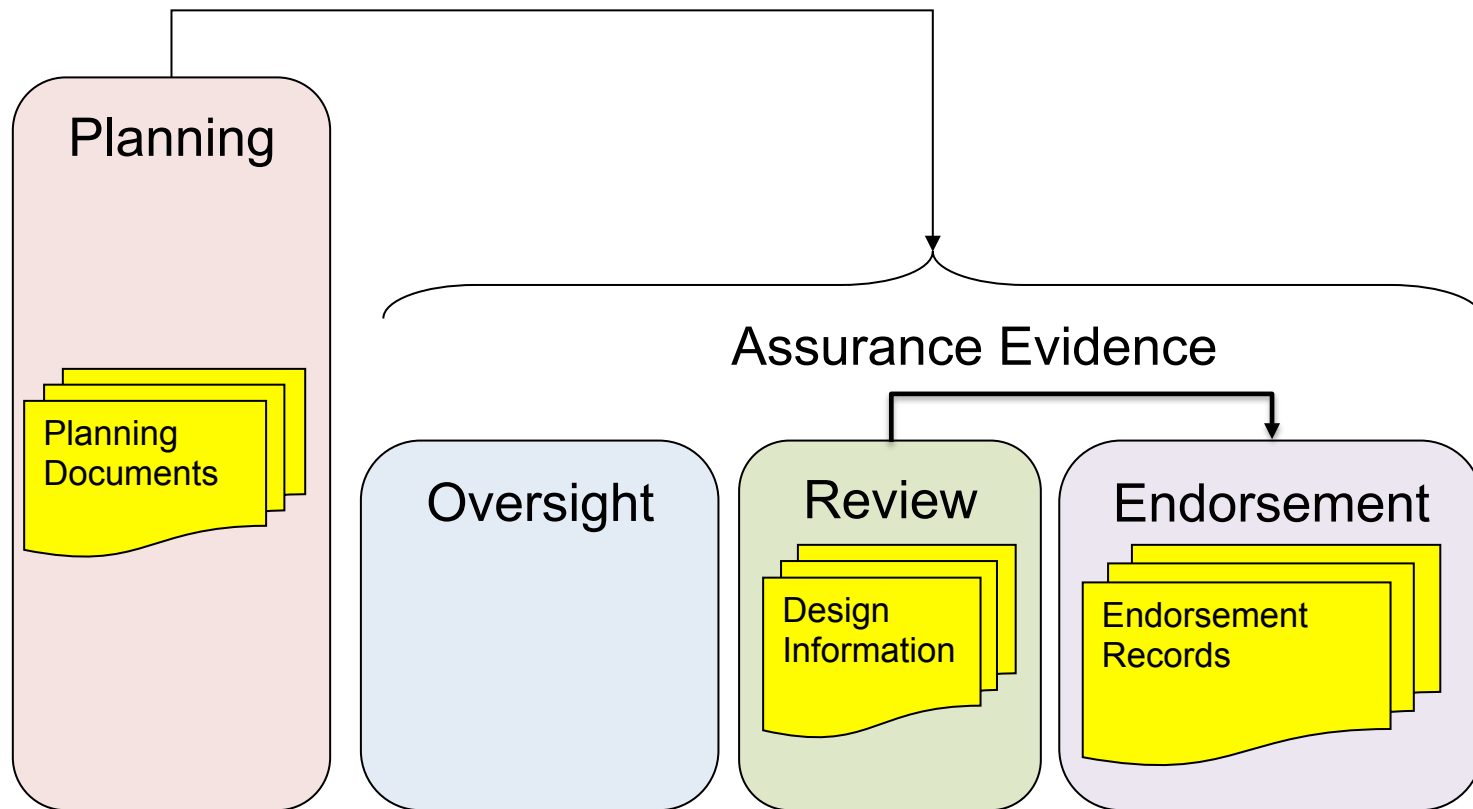 Planning
Planning
Documents
Assurance Evidence
Oversight
Review
Design
Information
Endorsement
Endorsement
Records